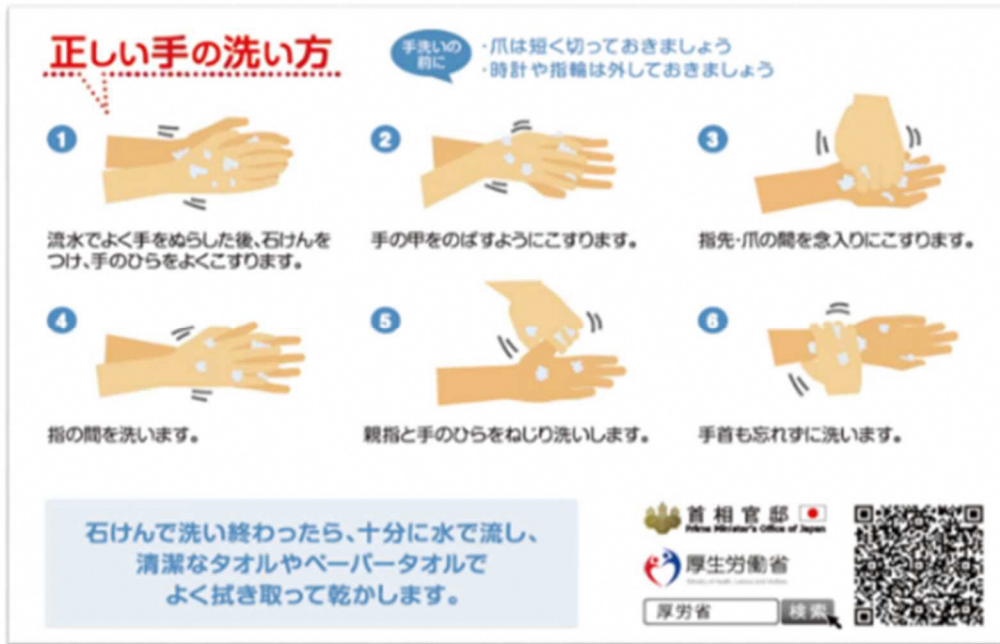 正しい手の洗い方
手洗いの
前に
・爪は短く切っておきましょう
・時計や指輪は外しておきましょう
1
流水でよく手をぬらした後、石けんを
つけ、手のひらをよくこすります。
2
手の甲をのばすようにこすります。
3
指先・爪の間を念入りにこすります。
4
指の間を洗います。
5
親指と手のひらをねじり洗いします。
6
手首も忘れずに洗います。
石けんで洗い終わったら、十分に水で流し、
清潔なタオルやペーパータオルで
よく拭き取って乾かします。
首相官邸
Prime Minister's Office of Japan
厚生労働省
Ministry of Health, Labour and Welfare
厚労省 検索